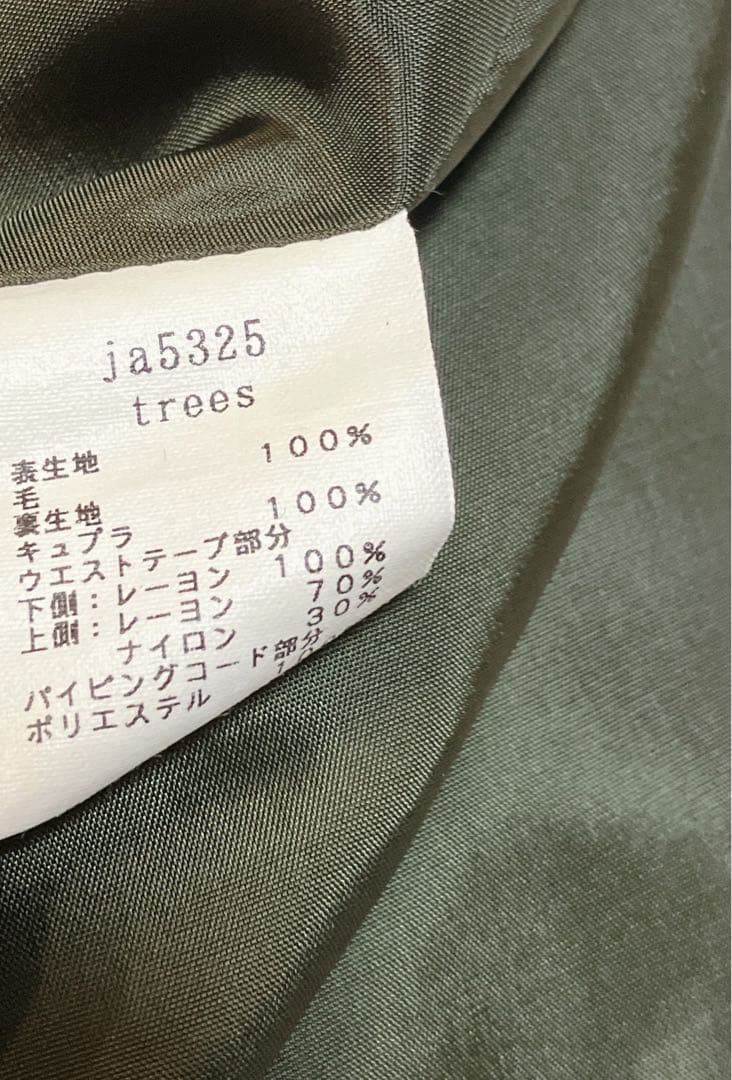 ja5325
trees
表生地
毛 100%
裏生地
キュプラ 100%
ウエストテープ部分
下側：レーヨン 100%
上側：レーヨン 70%
ナイロン 30%
パイピングコード部分
ポリエステル